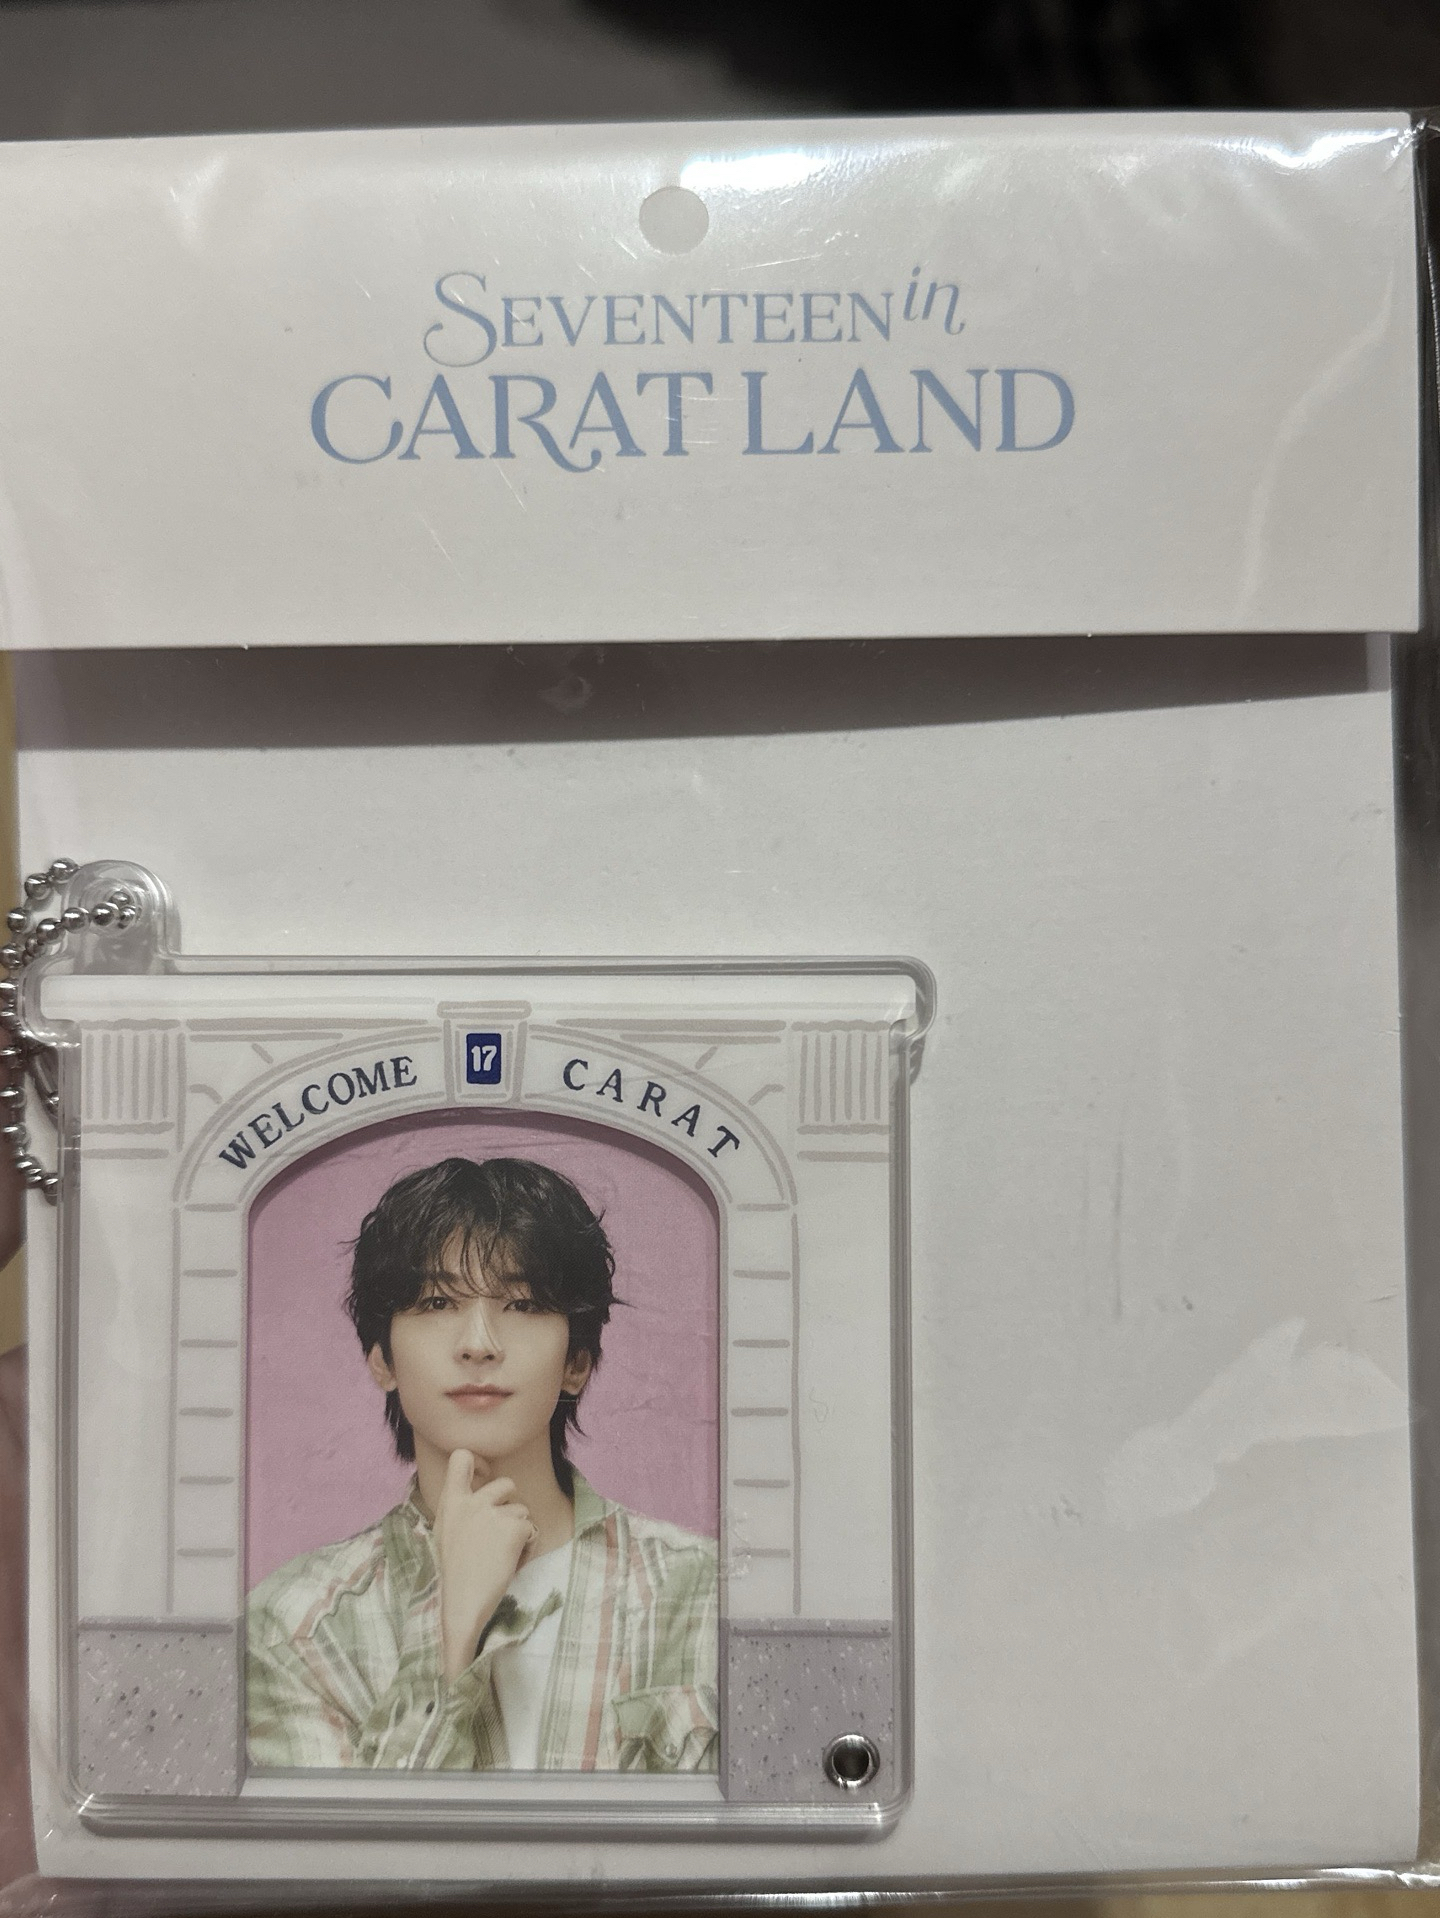 SEVENTEEN in
CARAT LAND
WELCOME 17 CARAT